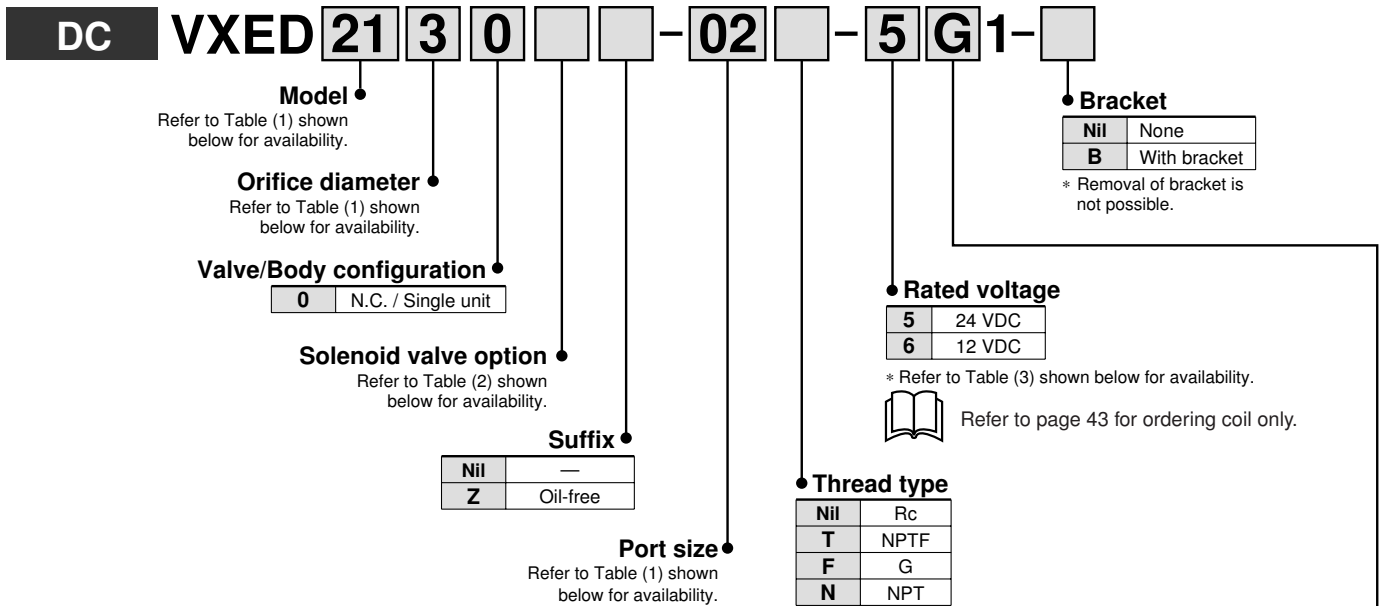 DC VXED 21 3 0 – 02 – 5 G 1–
Model
Refer to Table (1) shown
below for availability.
Orifice diameter
Refer to Table (1) shown
below for availability.
Valve/Body configuration
0 N.C. / Single unit
Solenoid valve option
Refer to Table (2) shown
below for availability.
Suffix
Nil —
Z Oil-free
Port size
Refer to Table (1) shown
below for availability.
Bracket
Nil None
B With bracket
* Removal of bracket is
not possible.
Rated voltage
5 24 VDC
6 12 VDC
* Refer to Table (3) shown below for availability.
Refer to page 43 for ordering coil only.
Thread type
Nil Rc
T NPTF
F G
N NPT